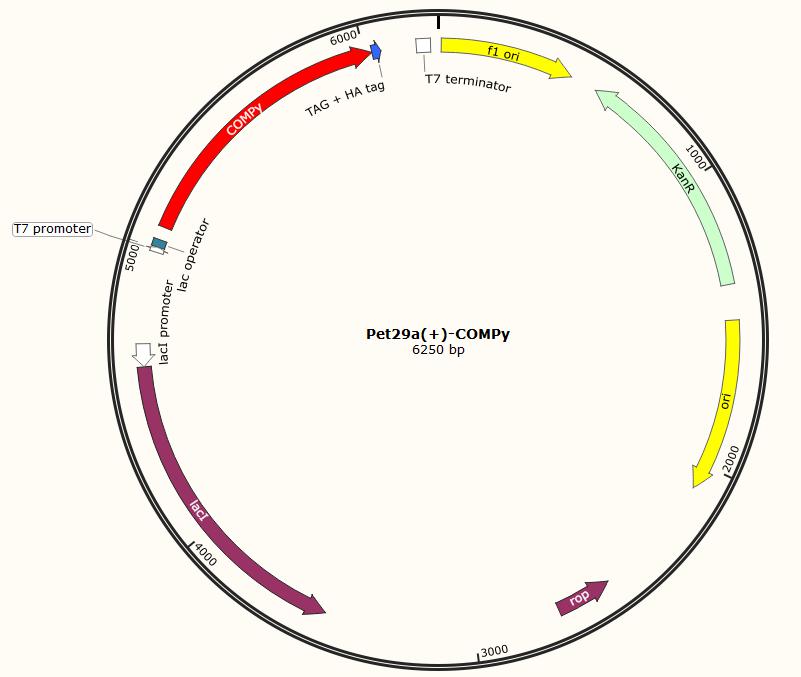 6000
f1 ori
T7 terminator
TAG + HA tag
COMPy
1000
KanR
T7 promoter
5000
lac operator
lacI promoter
Pet29a(+)-COMPy
6250 bp
ori
2000
lacI
4000
rop
3000